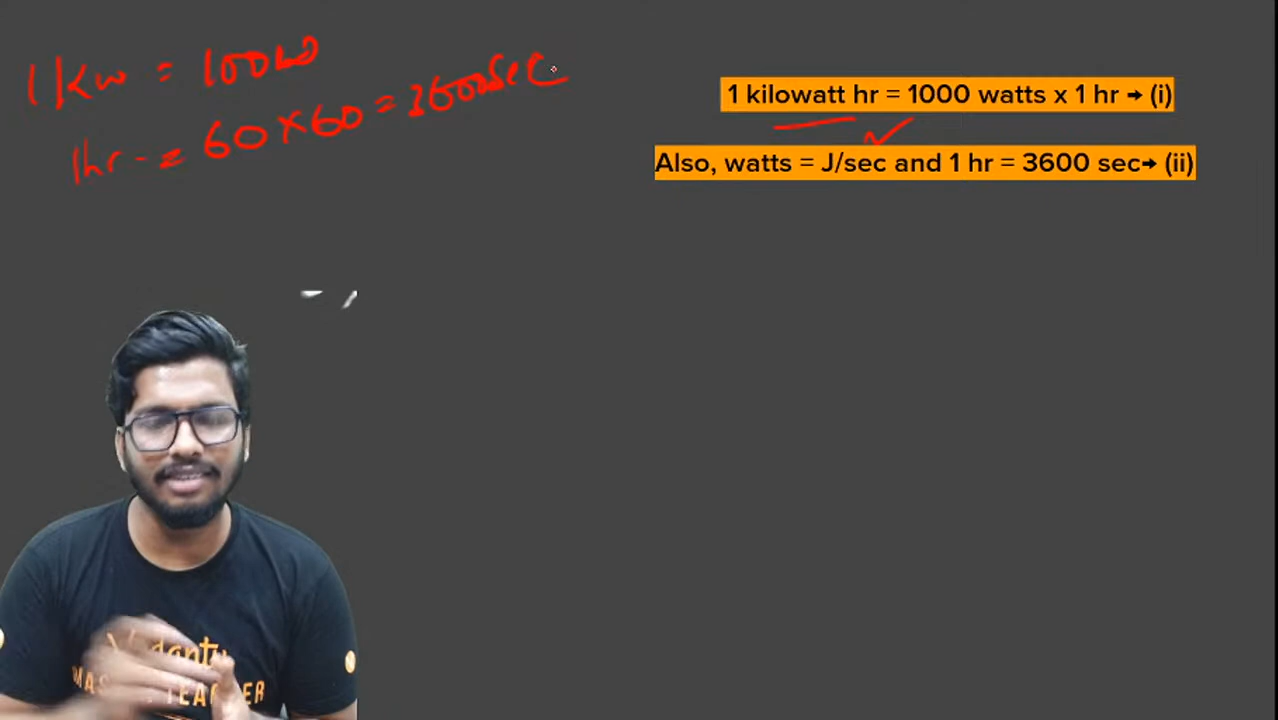 1 kw = 1000
1hr - = 60 × 60 = 3600sec
1 kilowatt hr = 1000 watts x 1 hr → (i)
Also, watts = J/sec and 1 hr = 3600 sec→ (ii)